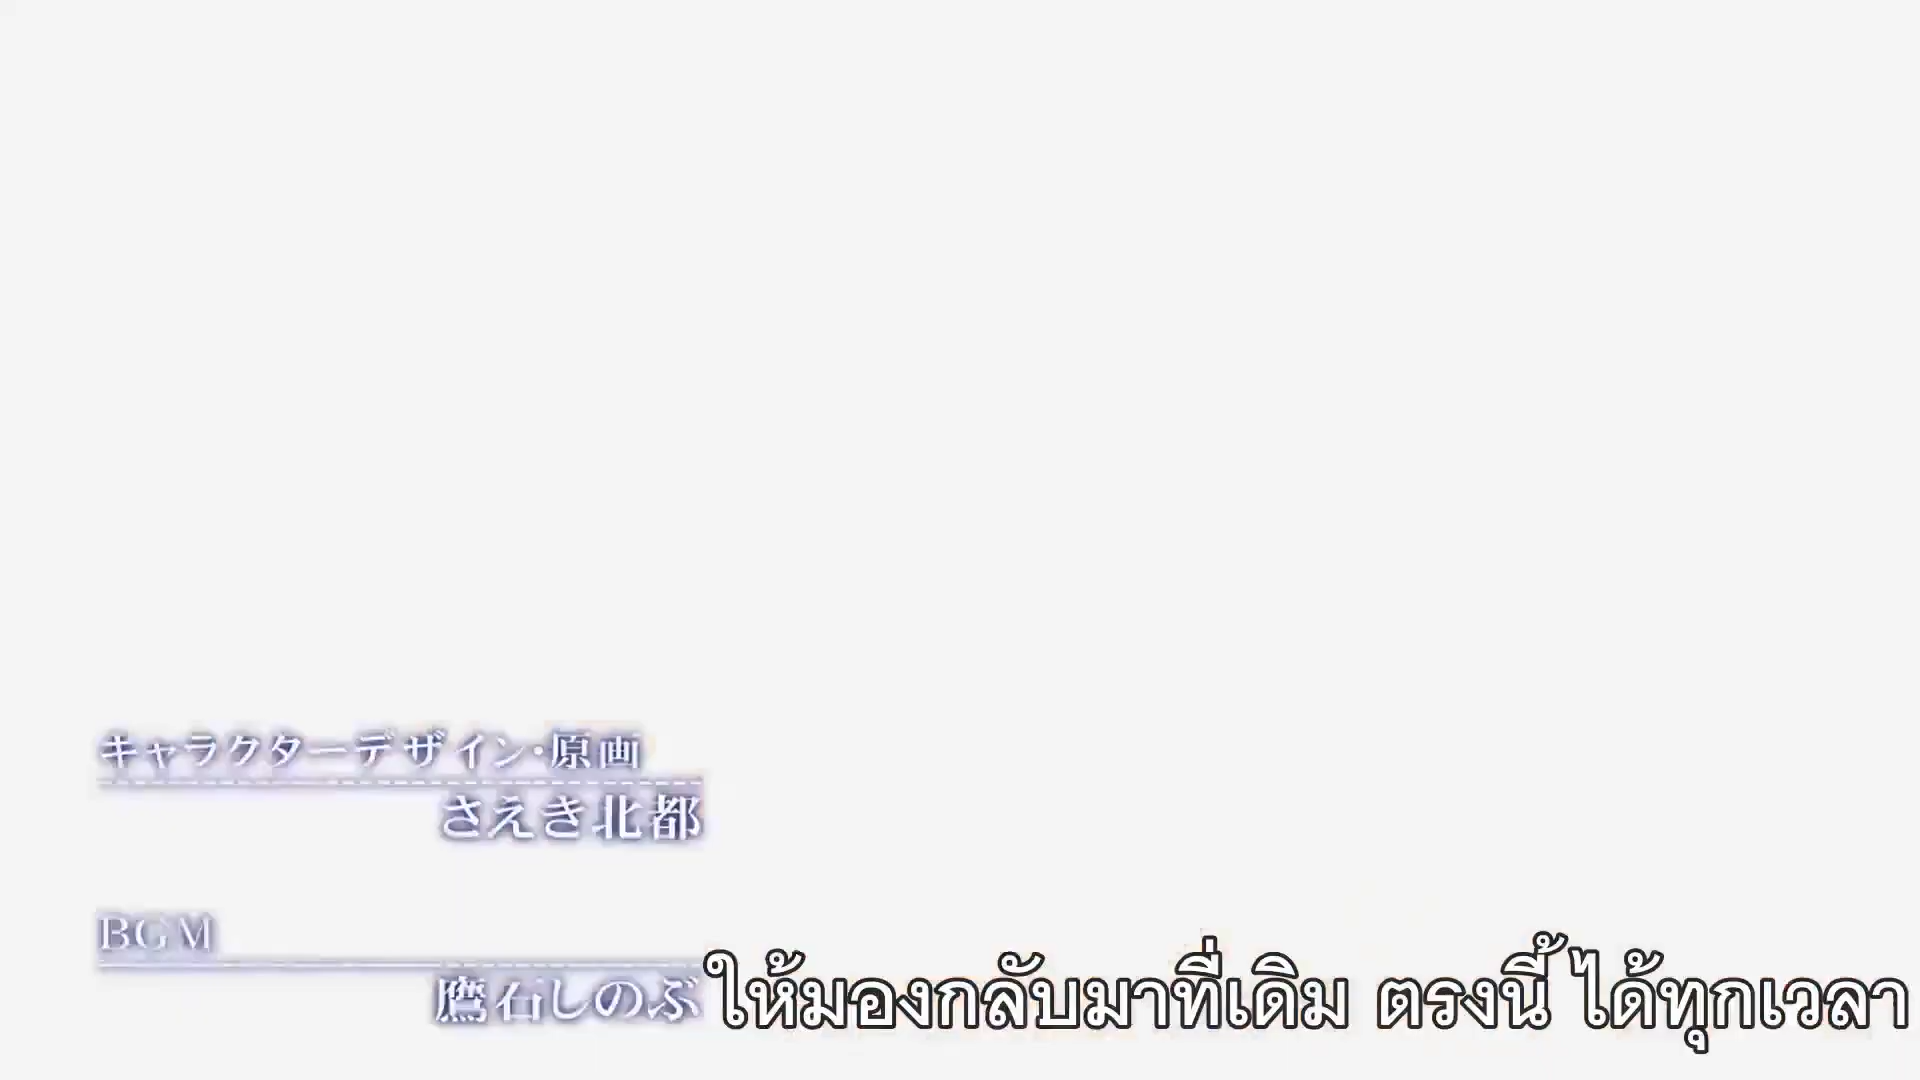 キャラクターデザイン・原画
さえき北都
BGM
鷹石しのぶ
ให้มองกลับมาที่เดิม ตรงนี้ ได้ทุกเวลา